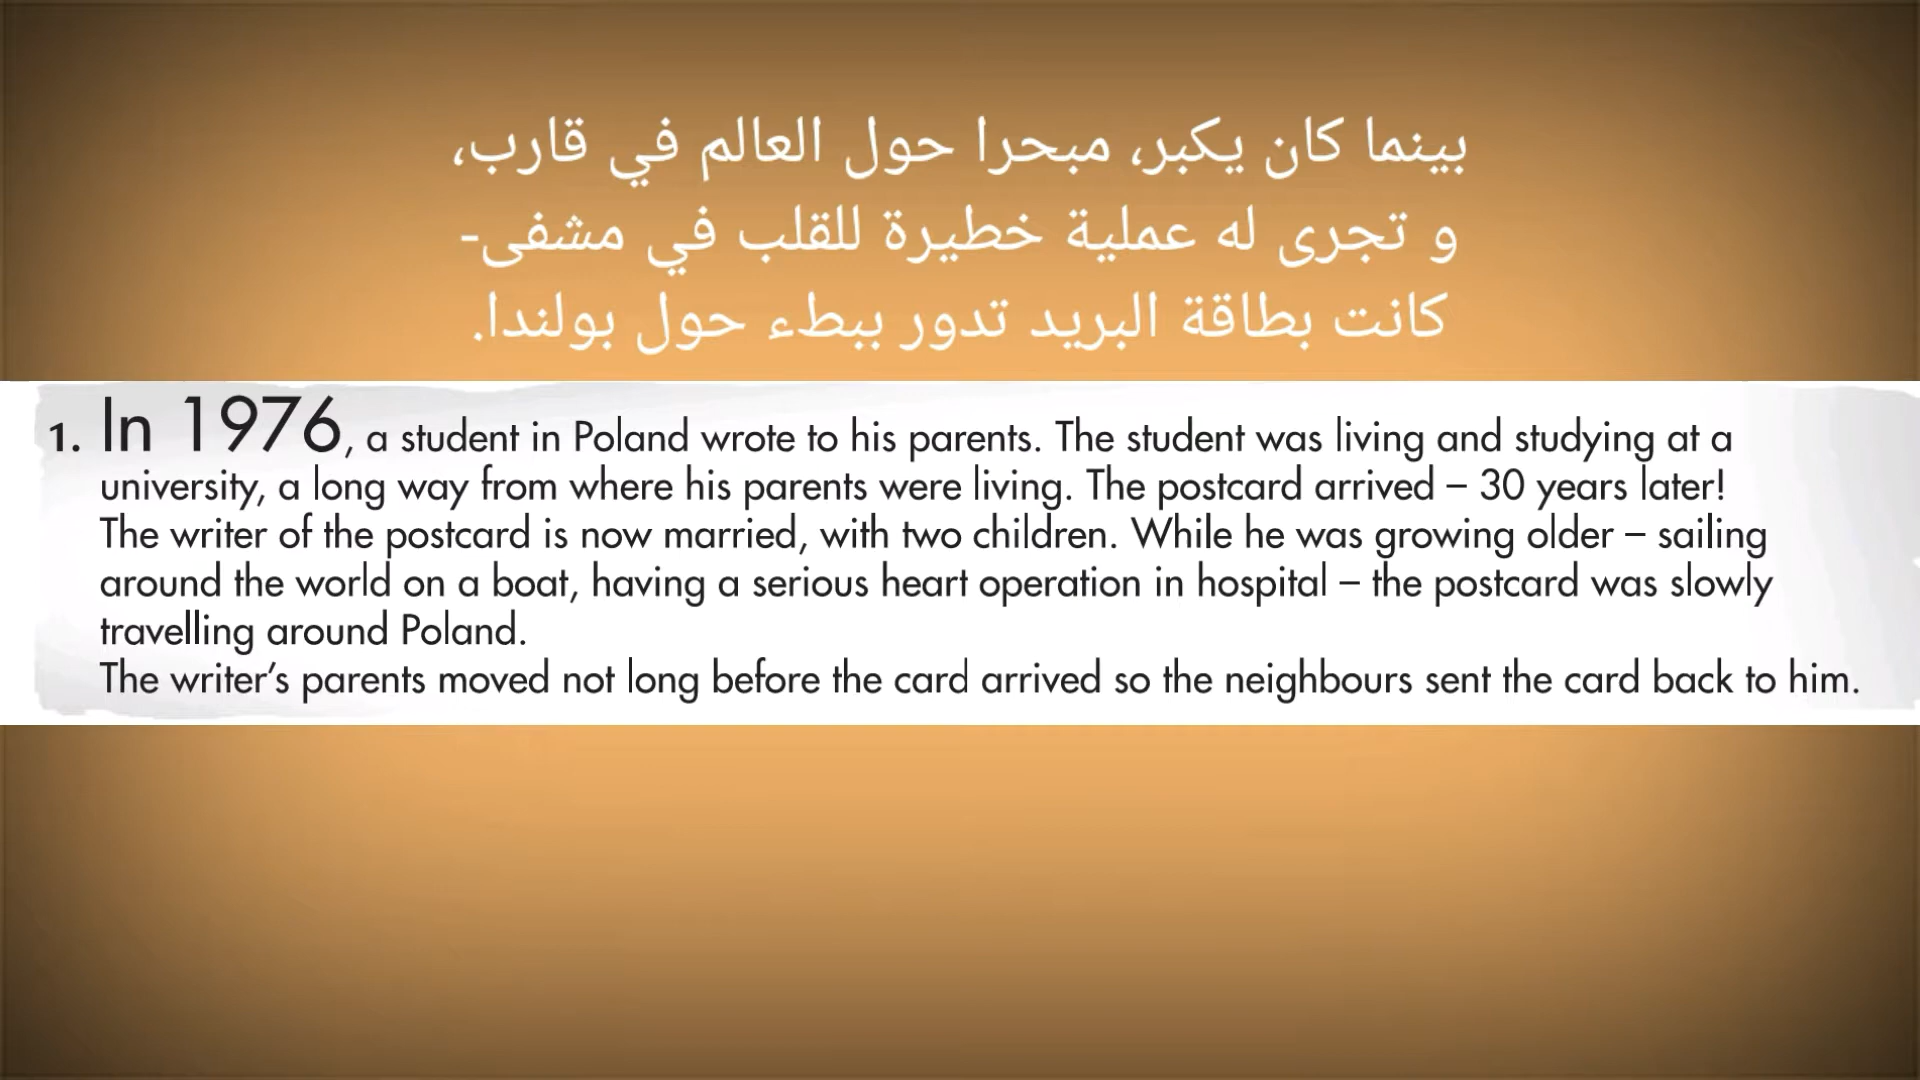 بينما كان يكبر، مبحرا حول العالم في قارب،
و تجرى له عملية خطيرة للقلب في مشفى-
كانت بطاقة البريد تدور ببطء حول بولندا.
1. In 1976, a student in Poland wrote to his parents. The student was living and studying at a
university, a long way from where his parents were living. The postcard arrived – 30 years later!
The writer of the postcard is now married, with two children. While he was growing older – sailing
around the world on a boat, having a serious heart operation in hospital – the postcard was slowly
travelling around Poland.
The writer’s parents moved not long before the card arrived so the neighbours sent the card back to him.